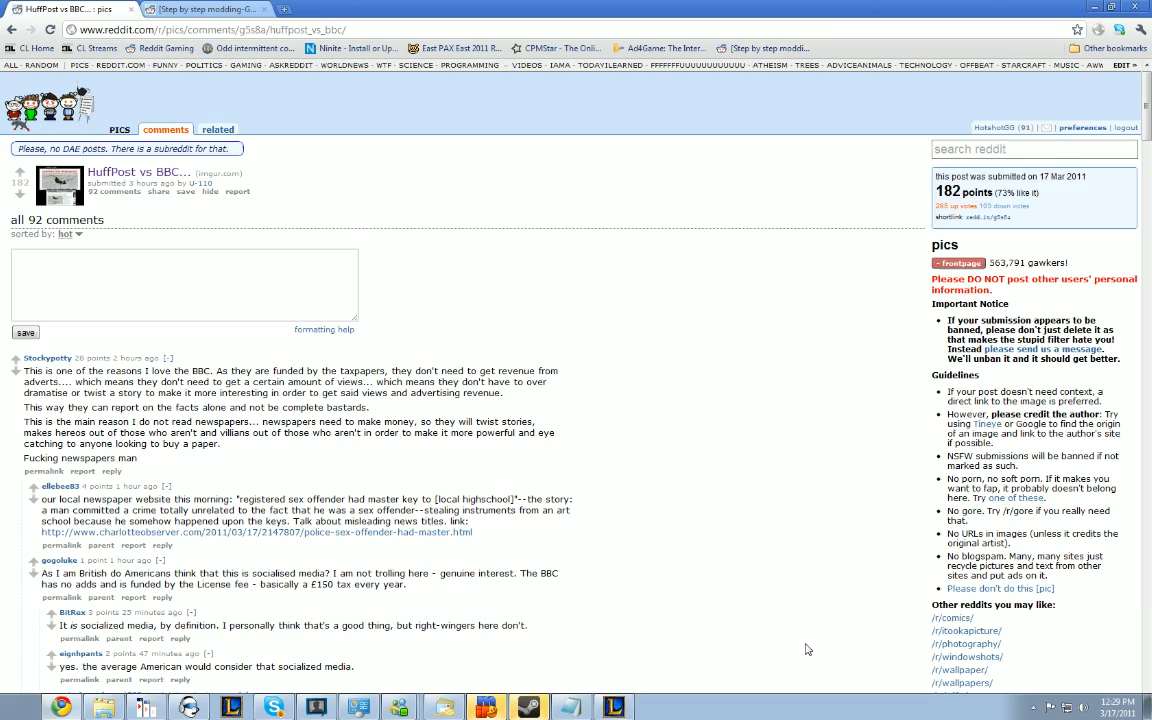 HuffPost vs BBC... : pics
[Step by step modding-G...
www.reddit.com/r/pics/comments/g5s8a/huffpost_vs_bbc/
CL Home CL Streams Reddit Gaming Odd intermittent co... Ninite - Install or Up... East PAX East 2011 R... CPMStar - The Onli... Ad4Game: The Inter... [Step by step moddi... Other bookmarks
ALL - RANDOM | PICS - REDDIT.COM - FUNNY - POLITICS - GAMING - ASKREDDIT - WORLDNEWS - WTF - SCIENCE - PROGRAMMING - VIDEOS - IAMA - TODAYILEARNED - FFFFFFFUUUUUUUUUUUU - ATHEISM - TREES - ADVICEANIMALS - TECHNOLOGY - OFFBEAT - STARCRAFT - MUSIC - AWW EDIT »
PICS comments related
HotshotGG (91) | | preferences | logout
Please, no DAE posts. There is a subreddit for that.
182
HuffPost vs BBC... (imgur.com)
submitted 3 hours ago by U-110
92 comments share save hide report
all 92 comments
sorted by: hot
save
formatting help
Stockypotty 28 points 2 hours ago [-]
This is one of the reasons I love the BBC. As they are funded by the taxpapers, they don't need to get revenue from
adverts.... which means they don't need to get a certain amount of views... which means they don't have to over
dramatise or twist a story to make it more interesting in order to get said views and advertising revenue.
This way they can report on the facts alone and not be complete bastards.
This is the main reason I do not read newspapers... newspapers need to make money, so they will twist stories,
makes hereos out of those who aren't and villians out of those who aren't in order to make it more powerful and eye
catching to anyone looking to buy a paper.
Fucking newspapers man
permalink report reply
ellebee83 4 points 1 hour ago [-]
our local newspaper website this morning: "registered sex offender had master key to [local highschool]"--the story:
a man committed a crime totally unrelated to the fact that he was a sex offender--stealing instruments from an art
school because he somehow happened upon the keys. Talk about misleading news titles. link:
http://www.charlotteobserver.com/2011/03/17/2147807/police-sex-offender-had-master.html
permalink parent report reply
gogoluke 1 point 1 hour ago [-]
As I am British do Americans think that this is socialised media? I am not trolling here - genuine interest. The BBC
has no adds and is funded by the License fee - basically a £150 tax every year.
permalink parent report reply
BitRex 3 points 25 minutes ago [-]
It is socialized media, by definition. I personally think that's a good thing, but right-wingers here don't.
permalink parent report reply
eignhpants 2 points 47 minutes ago [-]
yes. the average American would consider that socialized media.
permalink parent report reply
search reddit
this post was submitted on 17 Mar 2011
182 points (73% like it)
285 up votes 103 down votes
shortlink: redd.it/g5s8a
pics
- frontpage 563,791 gawkers!
Please DO NOT post other users' personal
information.
Important Notice
If your submission appears to be
banned, please don't just delete it as
that makes the stupid filter hate you!
Instead please send us a message.
We'll unban it and it should get better.
Guidelines
If your post doesn't need context, a
direct link to the image is preferred.
However, please credit the author: Try
using Tineye or Google to find the origin
of an image and link to the author's site
if possible.
NSFW submissions will be banned if not
marked as such.
No porn, no soft porn. If it makes you
want to fap, it probably doesn't belong
here. Try one of these.
No gore. Try /r/gore if you really need
that.
No URLs in images (unless it credits the
original artist).
No blogspam. Many, many sites just
recycle pictures and text from other
sites and put ads on it.
Please don't do this [pic]
Other reddits you may like:
/r/comics/
/r/itookapicture/
/r/photography/
/r/windowshots/
/r/wallpaper/
/r/wallpapers/
12:29 PM
3/17/2011